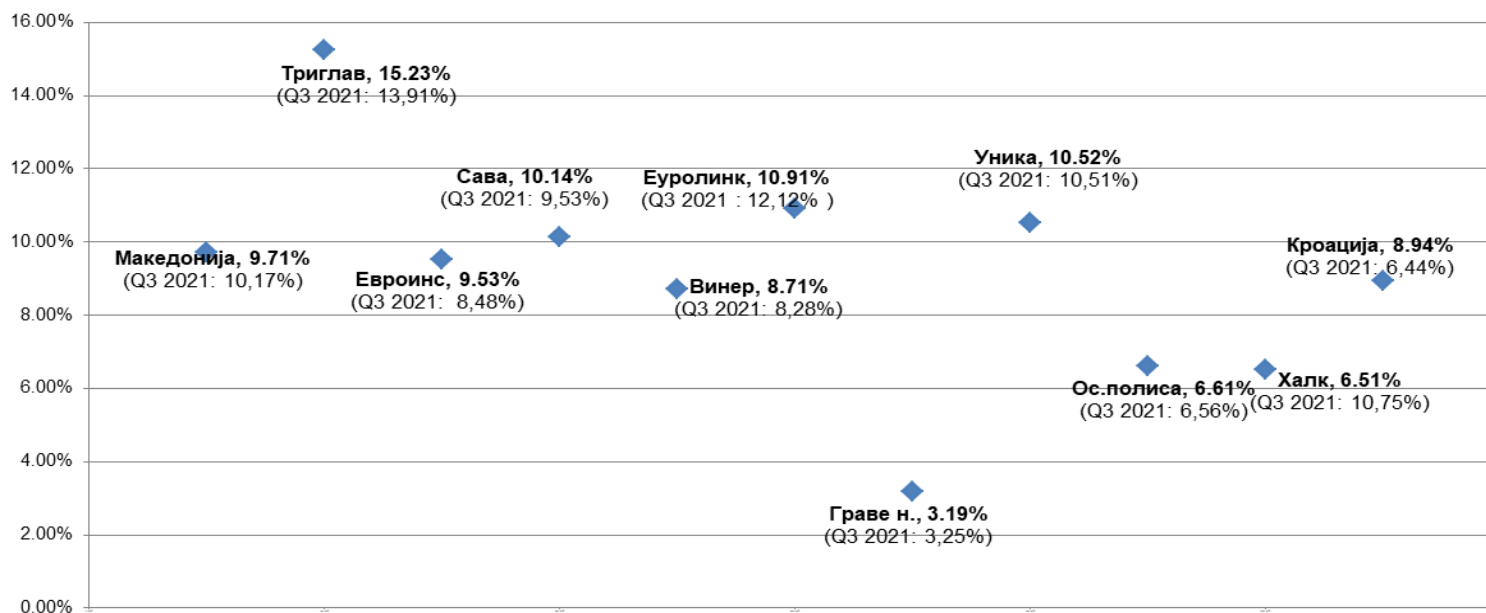 16.00%
14.00%
12.00%
10.00%
8.00%
6.00%
4.00%
2.00%
0.00%
Македонија, 9.71%
(Q3 2021: 10,17%)
Триглав, 15.23%
(Q3 2021: 13,91%)
Евроинс, 9.53%
(Q3 2021:  8,48%)
Сава, 10.14%
(Q3 2021: 9,53%)
Винер, 8.71%
(Q3 2021: 8,28%)
Еуролинк, 10.91%
(Q3 2021 : 12,12% )
Граве н., 3.19%
(Q3 2021: 3,25%)
Уника, 10.52%
(Q3 2021: 10,51%)
Ос.полиса, 6.61%
(Q3 2021: 6,56%)
Халк, 6.51%
(Q3 2021: 10,75%)
Кроација, 8.94%
(Q3 2021: 6,44%)